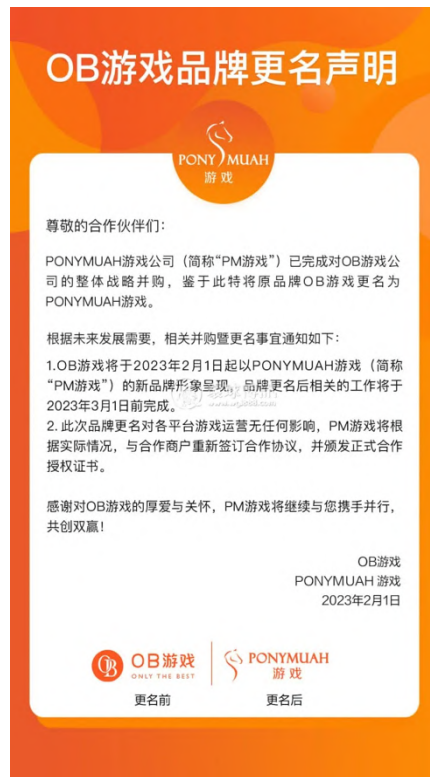 OB游戏品牌更名声明
PONY MUAH
游戏
尊敬的合作伙伴们：
PONYMUAH游戏公司（简称“PM游戏”）已完成对OB游戏公
司的整体战略并购，鉴于此特将原品牌OB游戏更名为
PONYMUAH游戏。
根据未来发展需要，相关并购暨更名事宜通知如下：
1.OB游戏将于2023年2月1日起以PONYMUAH游戏（简称
“PM游戏”）的新品牌形象呈现，品牌更名后相关的工作将于
2023年3月1日前完成。
2. 此次品牌更名对各平台游戏运营无任何影响，PM游戏将根
据实际情况，与合作商户重新签订合作协议，并颁发正式合作
授权证书。
感谢对OB游戏的厚爱与关怀，PM游戏将继续与您携手并行，
共创双赢！
OB游戏
PONYMUAH 游戏
2023年2月1日
OB OB游戏 PONYMUAH
ONLY THE BEST 游戏
更名前 更名后